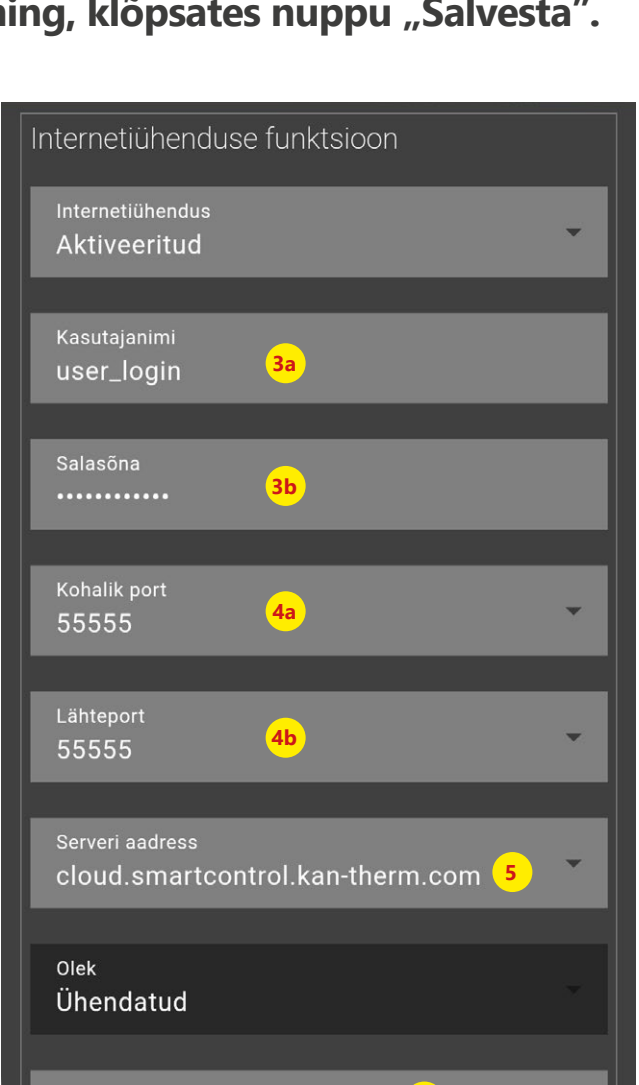 ning, klõpsates nuppu „Salvesta”.
Internetiühenduse funktsioon
Internetiühendus
Aktiveeritud
Kasutajanimi
user_login
3a
Salasõna
••••••••••••
3b
Kohalik port
55555
4a
Lähteport
55555
4b
Serveri aadress
cloud.smartcontrol.kan-therm.com
5
Olek
Ühendatud